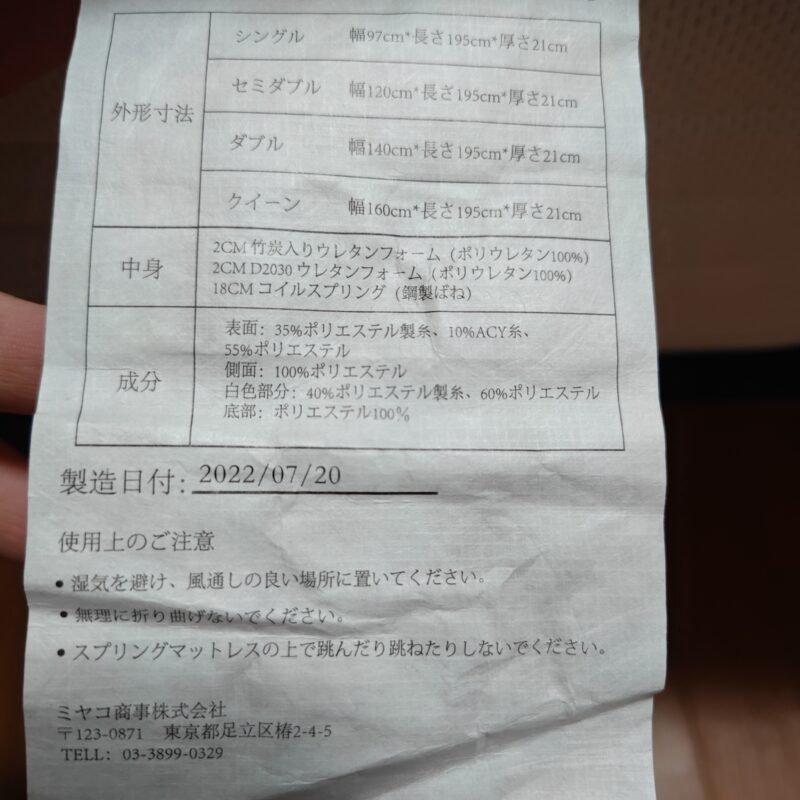 外形寸法
シングル 幅97cm*長さ195cm*厚さ21cm
セミダブル 幅120cm*長さ195cm*厚さ21cm
ダブル 幅140cm*長さ195cm*厚さ21cm
クイーン 幅160cm*長さ195cm*厚さ21cm
中身
2CM 竹炭入りウレタンフォーム (ポリウレタン100%)
2CM D2030 ウレタンフォーム (ポリウレタン100%)
18CM コイルスプリング (鋼製ばね)
成分
表面: 35%ポリエステル製糸、10%ACY糸、
55%ポリエステル
側面: 100%ポリエステル
白色部分: 40%ポリエステル製糸、60%ポリエステル
底部: ポリエステル100%
製造日付: 2022/07/20
使用上のご注意
• 湿気を避け、風通しの良い場所に置いてください。
• 無理に折り曲げないでください。
• スプリングマットレスの上で跳んだり跳ねたりしないでください。
ミヤコ商事株式会社
〒123-0871 東京都足立区椿2-4-5
TELL: 03-3899-0329